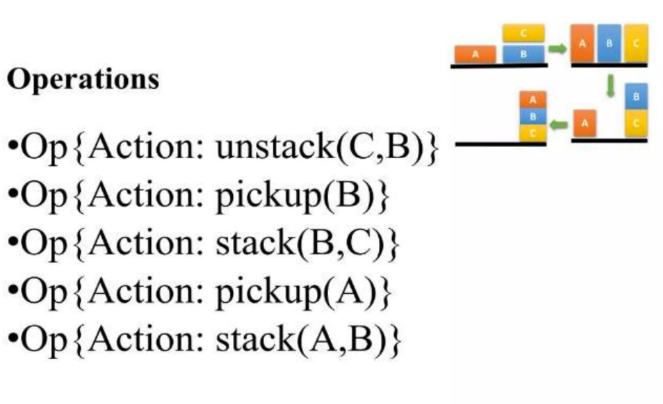 Operations
•Op{Action: unstack(C,B)}
•Op{Action: pickup(B)}
•Op{Action: stack(B,C)}
•Op{Action: pickup(A)}
•Op{Action: stack(A,B)}
C
A B
A B C
B
A C
A
B
C